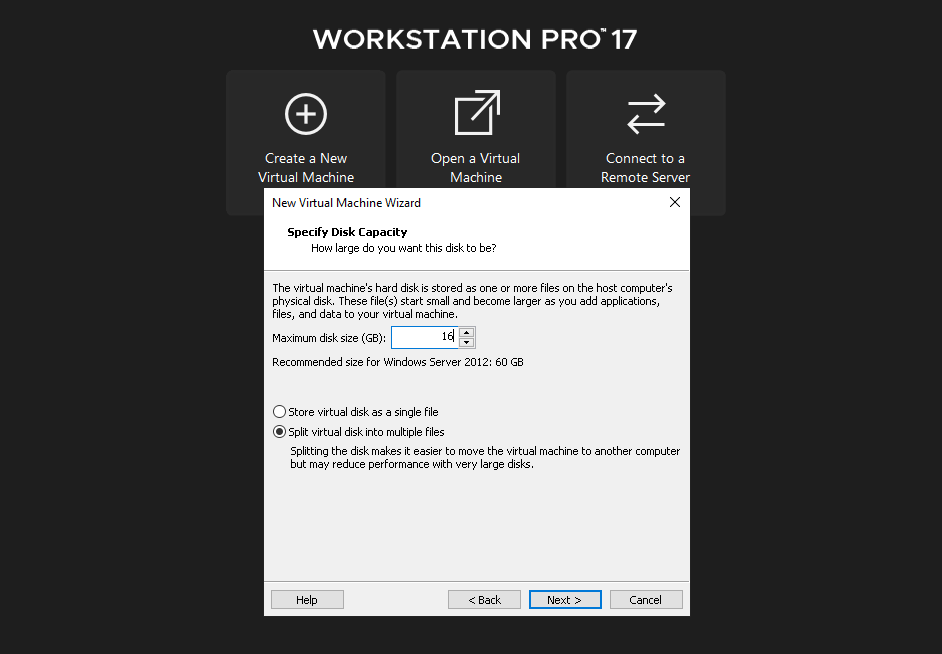 WORKSTATION PRO™ 17
Create a New
Virtual Machine
Open a Virtual
Machine
Connect to a
Remote Server
New Virtual Machine Wizard
Specify Disk Capacity
How large do you want this disk to be?
The virtual machine's hard disk is stored as one or more files on the host computer's
physical disk. These file(s) start small and become larger as you add applications,
files, and data to your virtual machine.
Maximum disk size (GB): 16
Recommended size for Windows Server 2012: 60 GB
Store virtual disk as a single file
Split virtual disk into multiple files
Splitting the disk makes it easier to move the virtual machine to another computer
but may reduce performance with very large disks.
Help
< Back
Next >
Cancel